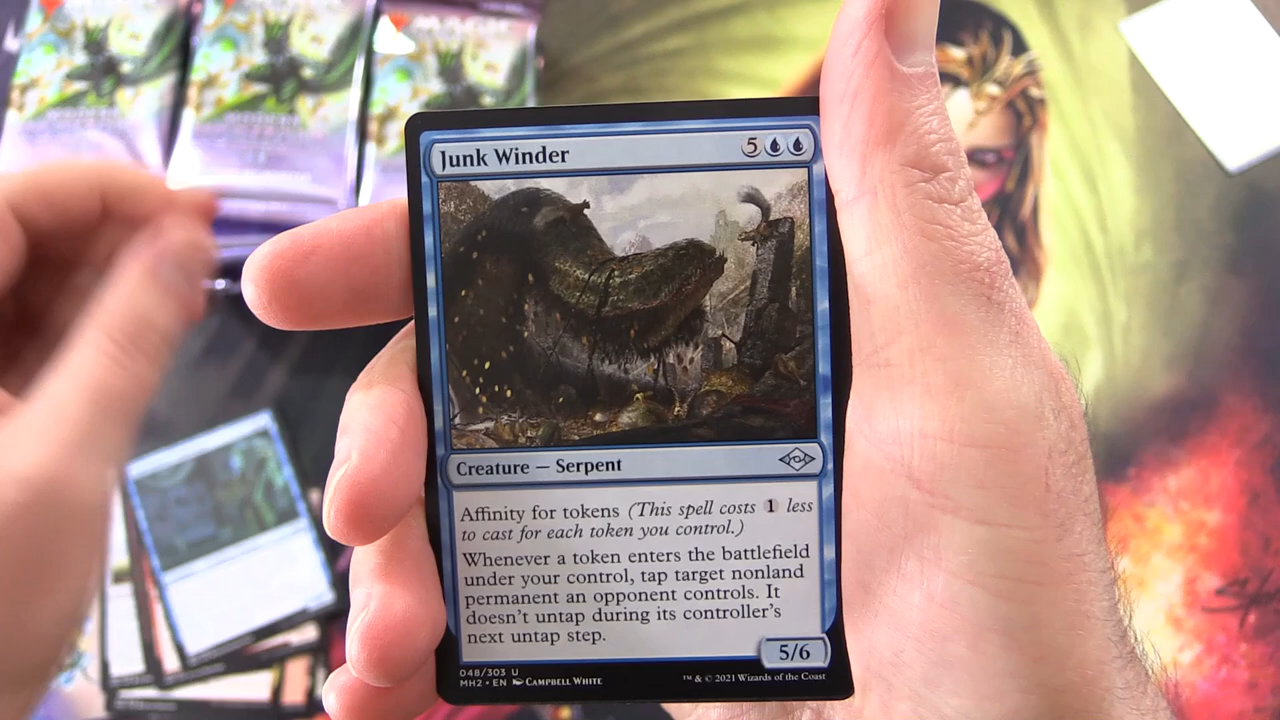 Junk Winder 5
Creature — Serpent
Affinity for tokens (This spell costs 1 less
to cast for each token you control.)
Whenever a token enters the battlefield
under your control, tap target nonland
permanent an opponent controls. It
doesn't untap during its controller's
next untap step.
5/6
048/303 U
MH2 • EN CAMPBELL WHITE
™ & © 2021 Wizards of the Coast